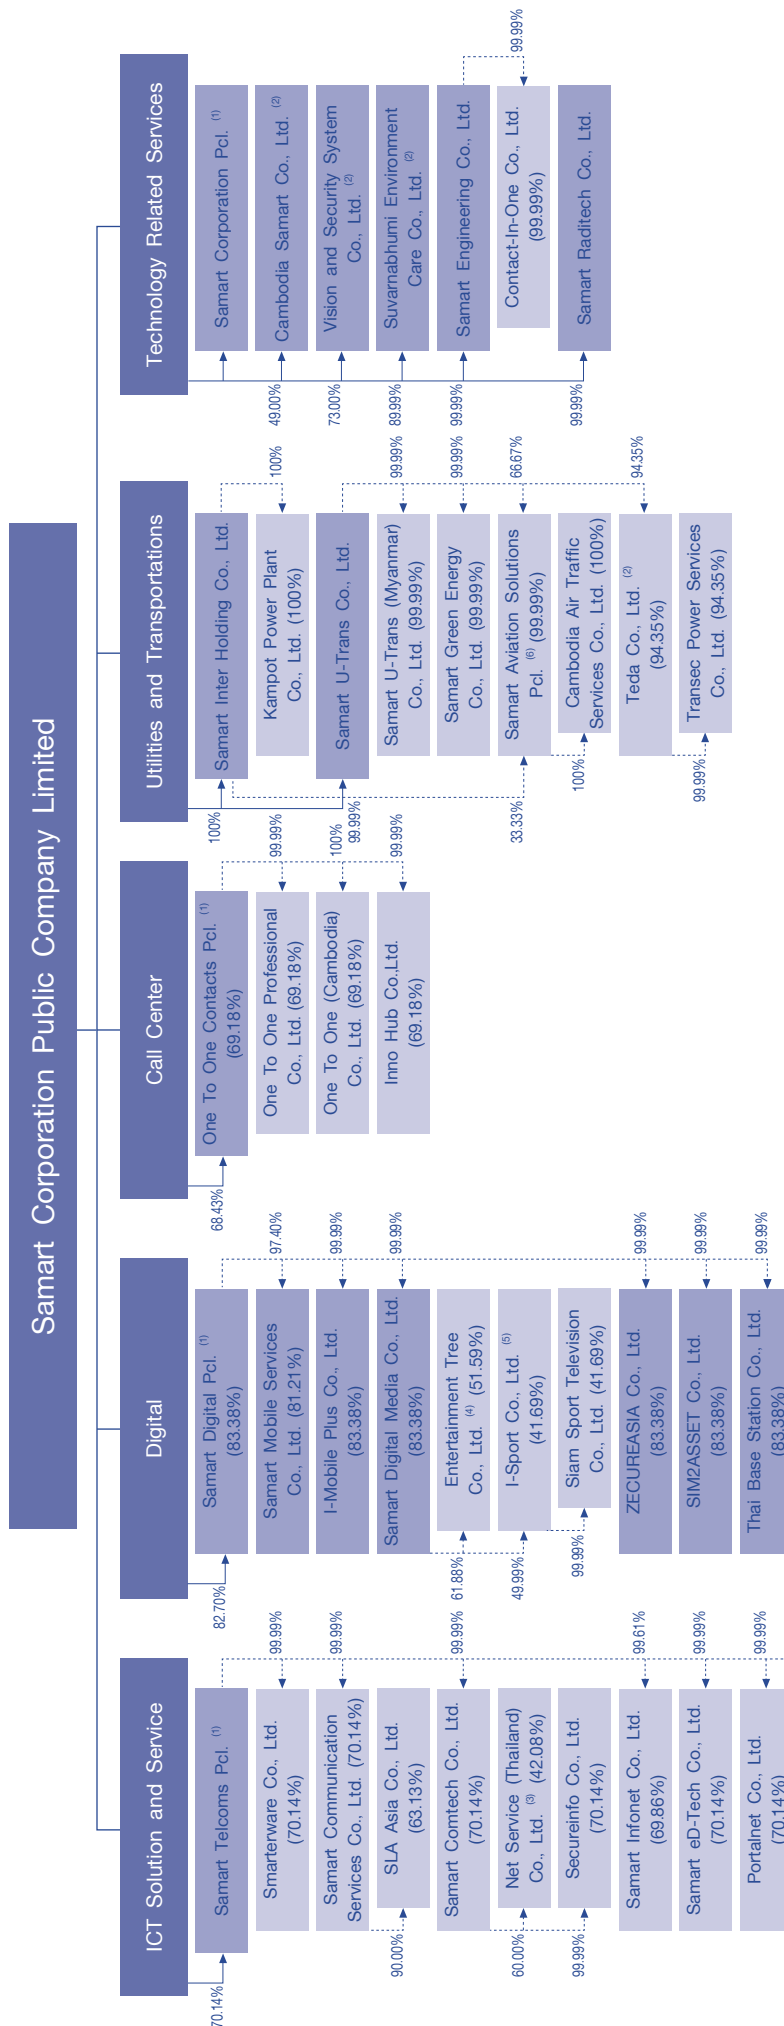 Samart Corporation Public Company Limited
ICT Solution and Service
70.14%
Samart Telcoms Pcl. (1)
Smarterware Co., Ltd.
(70.14%)
99.99%
Samart Communication
Services Co., Ltd. (70.14%)
99.99%
SLA Asia Co., Ltd.
(63.13%)
90.00%
Samart Comtech Co., Ltd.
(70.14%)
99.99%
Net Service (Thailand)
Co., Ltd. (3) (42.08%)
60.00%
Secureinfo Co., Ltd.
(70.14%)
99.99%
Samart Infonet Co., Ltd.
(69.86%)
99.61%
Samart eD-Tech Co., Ltd.
(70.14%)
99.99%
Portalnet Co., Ltd.
(70.14%)
99.99%
Digital
82.70%
Samart Digital Pcl. (1)
(83.38%)
Samart Mobile Services
Co., Ltd. (81.21%)
97.40%
I-Mobile Plus Co., Ltd.
(83.38%)
99.99%
Samart Digital Media Co., Ltd.
(83.38%)
99.99%
Entertainment Tree
Co., Ltd. (4) (51.59%)
61.88%
I-Sport Co., Ltd. (5)
(41.69%)
49.99%
Siam Sport Television
Co., Ltd. (41.69%)
99.99%
ZECUREASIA Co., Ltd.
(83.38%)
99.99%
SIM2ASSET Co., Ltd.
(83.38%)
99.99%
Thai Base Station Co., Ltd.
(83.38%)
99.99%
Call Center
68.43%
One To One Contacts Pcl. (1)
(69.18%)
One To One Professional
Co., Ltd. (69.18%)
99.99%
One To One (Cambodia)
Co., Ltd. (69.18%)
100%
Inno Hub Co.,Ltd.
(69.18%)
99.99%
Utilities and Transportations
100%
Samart Inter Holding Co., Ltd.
Kampot Power Plant
Co., Ltd. (100%)
100%
99.99%
Samart U-Trans Co., Ltd.
Samart U-Trans (Myanmar)
Co., Ltd. (99.99%)
99.99%
Samart Green Energy
Co., Ltd. (99.99%)
99.99%
33.33%
Samart Aviation Solutions
Pcl. (6) (99.99%)
66.67%
Cambodia Air Traffic
Services Co., Ltd. (100%)
100%
Teda Co., Ltd. (2)
(94.35%)
94.35%
Transec Power Services
Co., Ltd. (94.35%)
99.99%
Technology Related Services
Samart Corporation Pcl. (1)
49.00%
Cambodia Samart Co., Ltd. (2)
73.00%
Vision and Security System
Co., Ltd. (2)
89.99%
Suvarnabhumi Environment
Care Co., Ltd. (2)
99.99%
Samart Engineering Co., Ltd.
Contact-In-One Co., Ltd.
(99.99%)
99.99%
99.99%
Samart Raditech Co., Ltd.